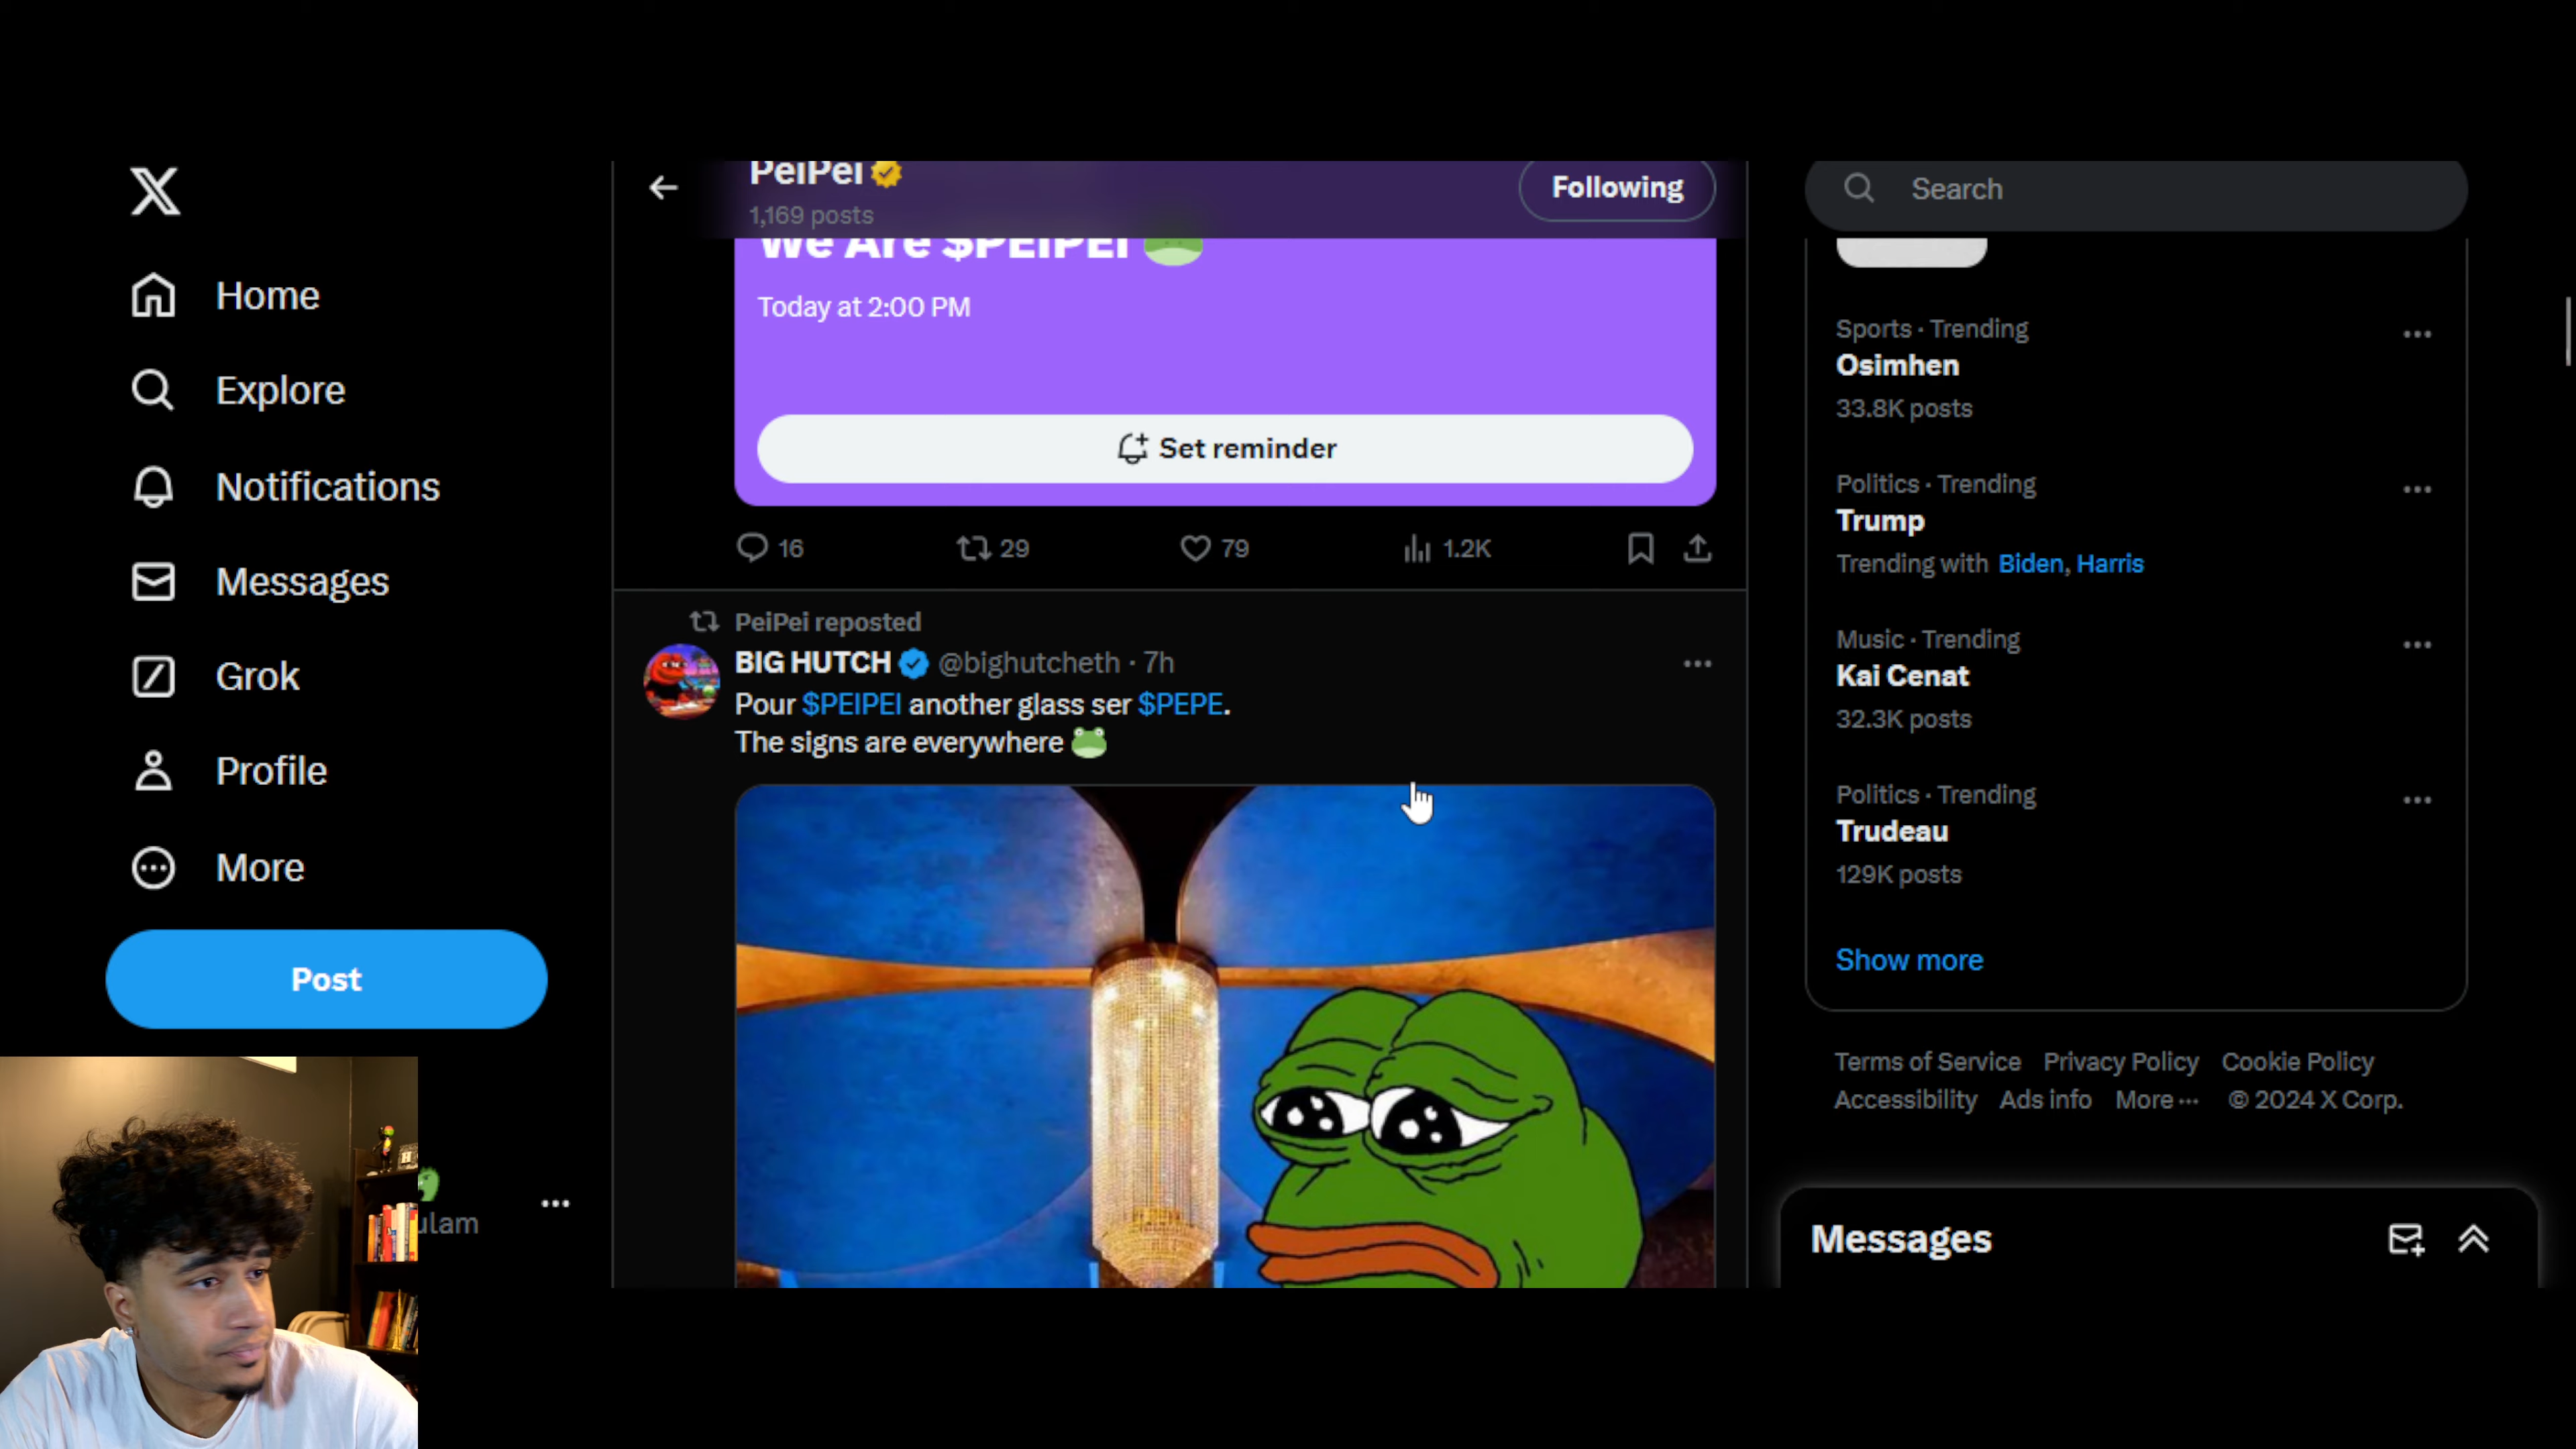 Home
Explore
Notifications
Messages
Grok
Profile
More
Post
ulam
PeiPei
1,169 posts
Following
We Are $PEIPEI 🐸
Today at 2:00 PM
Set reminder
16 29 79 1.2K
PeiPei reposted
BIG HUTCH @bighutcheth · 7h
Pour $PEIPEI another glass ser $PEPE.
The signs are everywhere 🐸
Search
Sports · Trending
Osimhen
33.8K posts
Politics · Trending
Trump
Trending with Biden, Harris
Music · Trending
Kai Cenat
32.3K posts
Politics · Trending
Trudeau
129K posts
Show more
Terms of Service Privacy Policy Cookie Policy
Accessibility Ads info More ··· © 2024 X Corp.
Messages